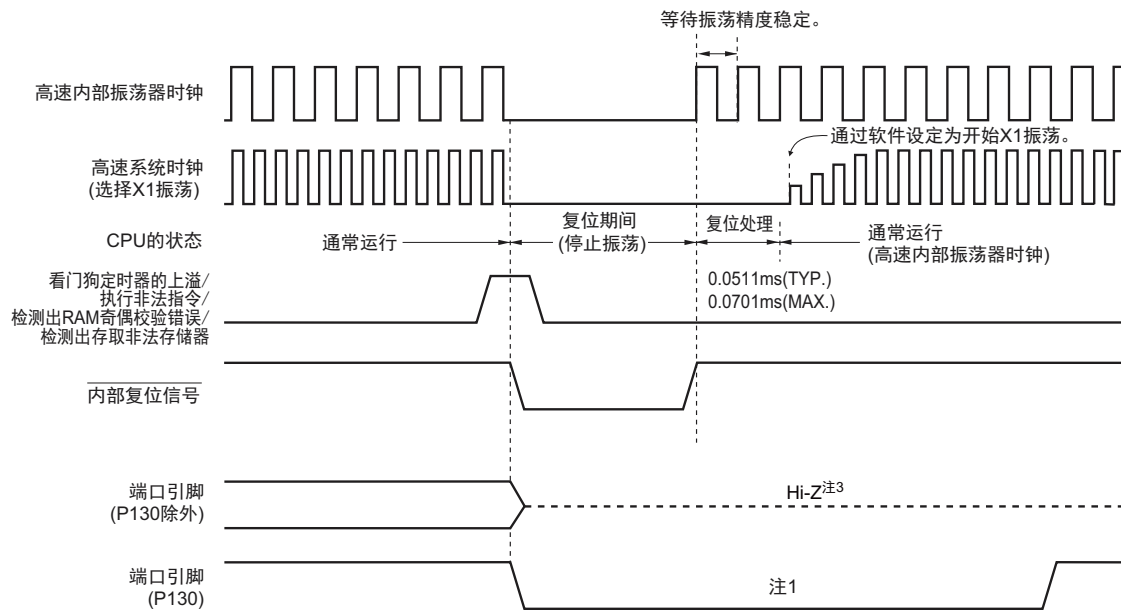 等待振荡精度稳定。
高速内部振荡器时钟
通过软件设定为开始X1振荡。
高速系统时钟
(选择X1振荡)
CPU的状态
通常运行
复位期间
(停止振荡)
复位处理
通常运行
(高速内部振荡器时钟)
看门狗定时器的上溢/
执行非法指令/
检测出RAM奇偶校验错误/
检测出存取非法存储器
0.0511ms(TYP.)
0.0701ms(MAX.)
内部复位信号
端口引脚
(P130除外)
Hi-Z注3
端口引脚
(P130)
注1